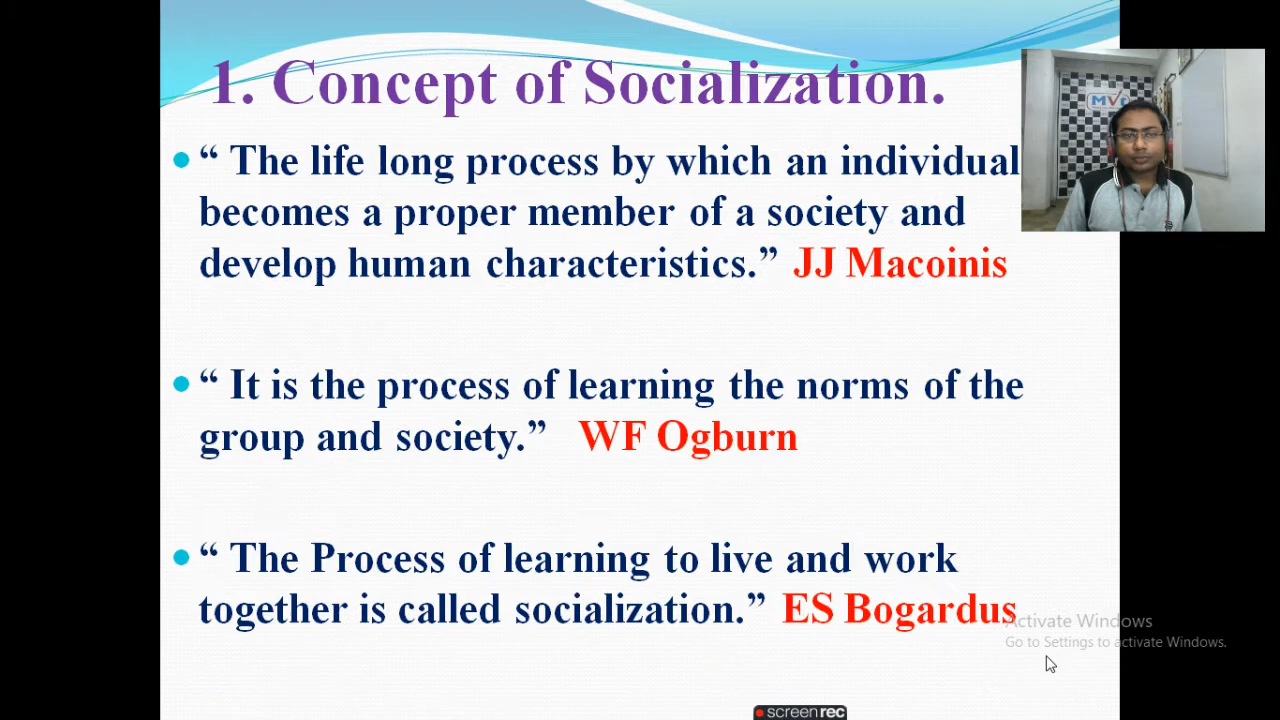 1. Concept of Socialization.
“ The life long process by which an individual
becomes a proper member of a society and
develop human characteristics.” JJ Macoinis
“ It is the process of learning the norms of the
group and society.” WF Ogburn
“ The Process of learning to live and work
together is called socialization.” ES Bogardus
Activate Windows
Go to Settings to activate Windows.
screenrec